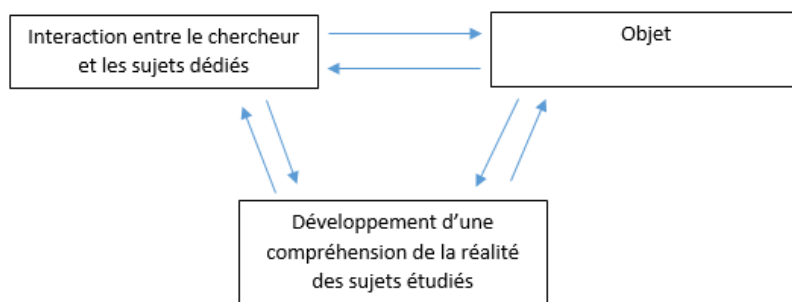 Interaction entre le chercheur
et les sujets dédiés
Objet
Développement d’une
compréhension de la réalité
des sujets étudiés